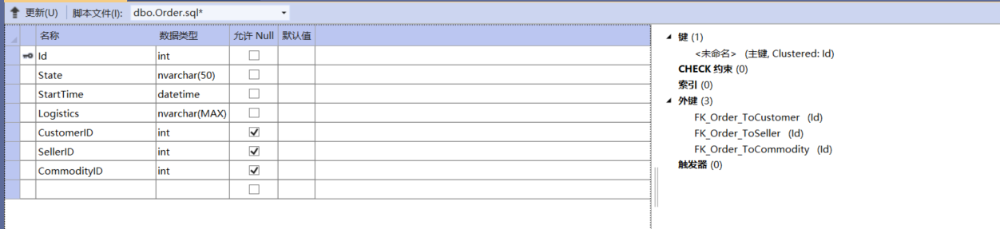 更新(U) 脚本文件(I): dbo.Order.sql*
名称 数据类型 允许 Null 默认值
Id int
State nvarchar(50)
StartTime datetime
Logistics nvarchar(MAX)
CustomerID int
SellerID int
CommodityID int
键 (1)
<未命名> (主键, Clustered: Id)
CHECK 约束 (0)
索引 (0)
外键 (3)
FK_Order_ToCustomer (Id)
FK_Order_ToSeller (Id)
FK_Order_ToCommodity (Id)
触发器 (0)